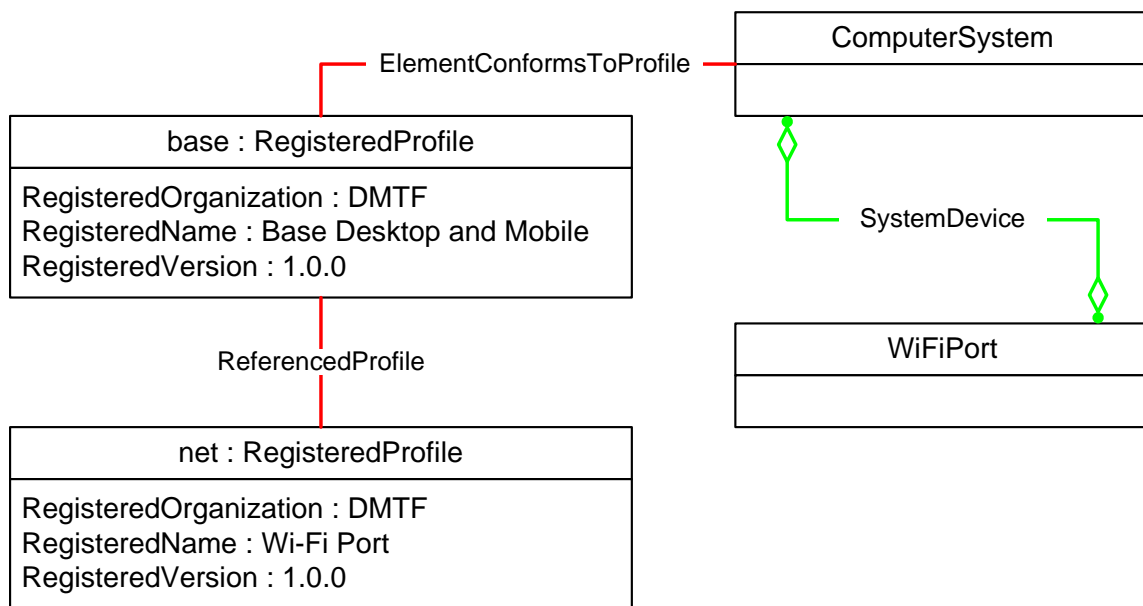 ComputerSystem
ElementConformsToProfile
base : RegisteredProfile
RegisteredOrganization : DMTF
RegisteredName : Base Desktop and Mobile
RegisteredVersion : 1.0.0
SystemDevice
WiFiPort
ReferencedProfile
net : RegisteredProfile
RegisteredOrganization : DMTF
RegisteredName : Wi-Fi Port
RegisteredVersion : 1.0.0